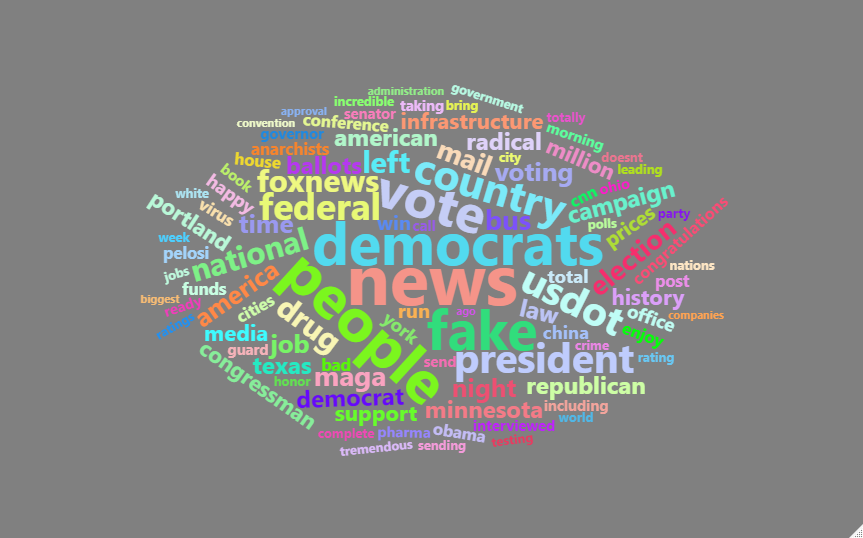 administration
government
incredible
taking
bring
approval
senator
totally
convention
conference
infrastructure
morning
governor
american
radical
million
doesnt
anarchists
house
ballots
left
mail
city
leading
book
foxnews
country
voting
cnn
ohio
happy
white
federal
vote
campaign
virus
portland
time
win
call
bus
polls
prices
party
congratulations
week
pelosi
national
democrats
election
nations
jobs
america
people
news
total
post
funds
usdot
history
biggest
ready
cities
drug
run
ago
law
office
companies
ratings
media
york
fake
china
enjoy
guard
job
send
president
crime
rating
congressman
texas
bad
honor
maga
night
republican
democrat
support
minnesota
including
world
complete
pharma
obama
interviewed
tremendous
sending
testing